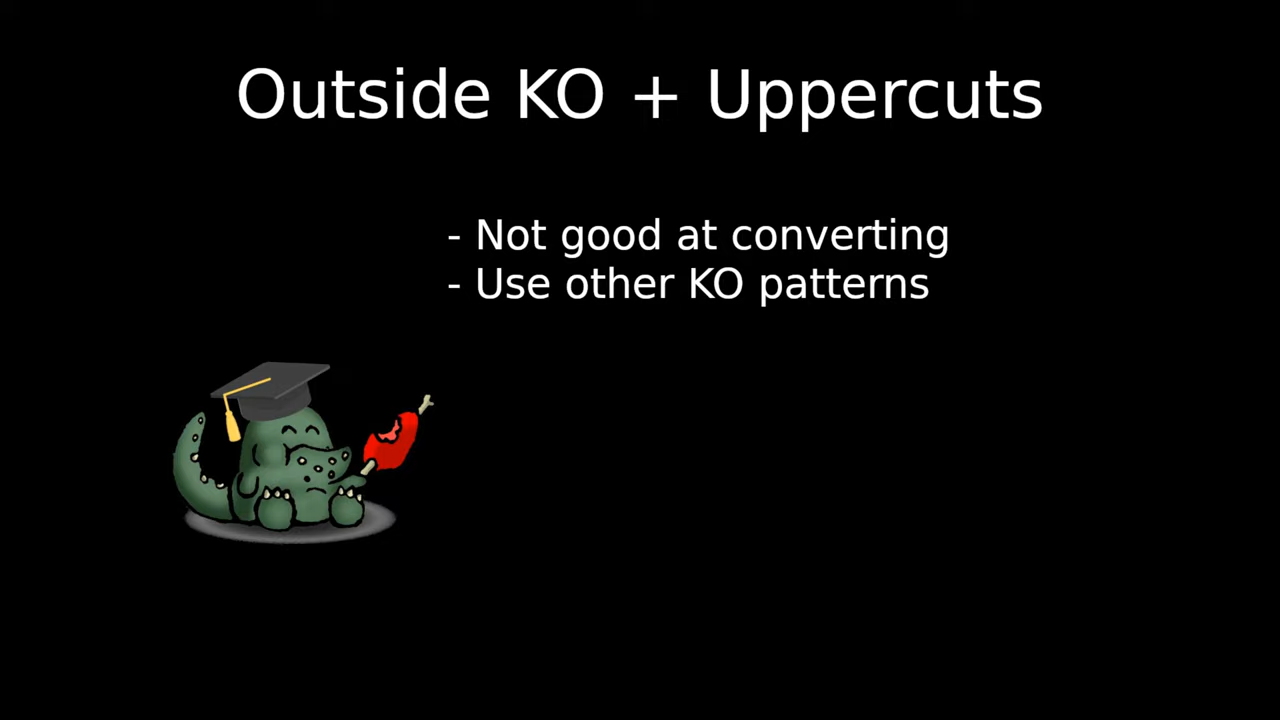 Outside KO + Uppercuts
- Not good at converting
- Use other KO patterns